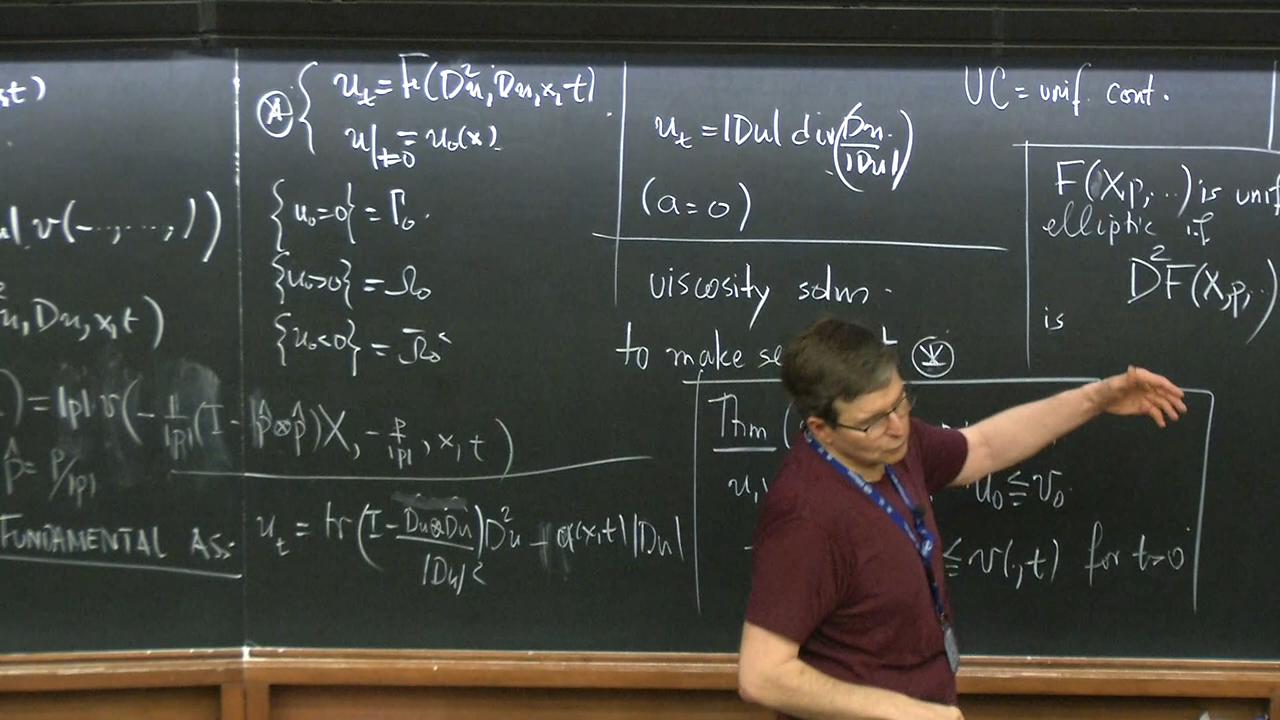 st)
v(-..,...,))
u, Du, x, t)
) = |p| v(-1/|p| (I - p̂⊗p̂)X, -p/|p|, x, t)
p̂ = p/|p|
FUNDAMENTAL AS.
Ⓐ { u_t = F(D²u, Du, x, t)
u|_{t=0} = u₀(x)
{u₀=0} = Γ₀.
{u₀>0} = Ω₀
{u₀<0} = Ω̄₀ᶜ
u_t = tr(I - Du⊗Du/|Du|²)D²u - a(x,t)|Du|
u_t = |Du| div(Du/|Du|)
(a=0)
viscosity soln.
to make
Thm
u₀ ≤ v₀
≤ v(·,t) for t>0
UC = unif. cont.
F(X,p,...) is unif
elliptic if
D²F(X,p,..)
is